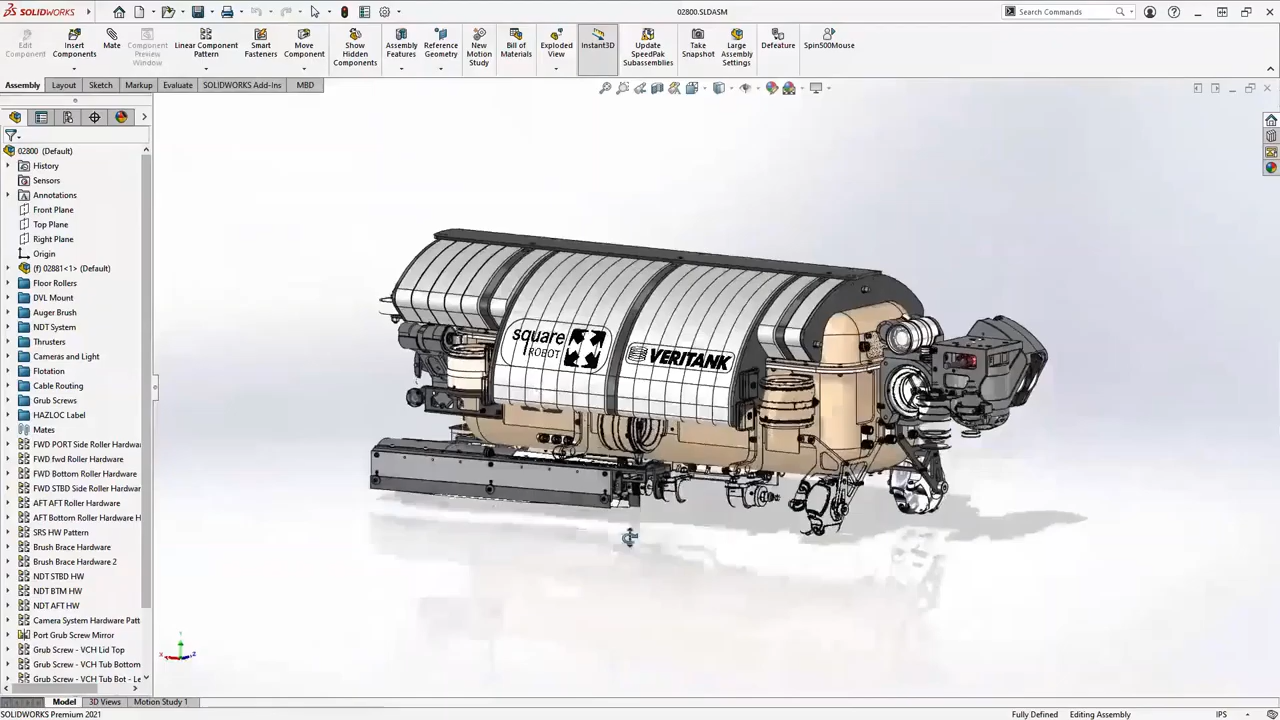 SOLIDWORKS
02800.SLDASM
Search Commands
Edit Component
Insert Components
Mate
Component Preview Window
Linear Component Pattern
Smart Fasteners
Move Component
Show Hidden Components
Assembly Features
Reference Geometry
New Motion Study
Bill of Materials
Exploded View
Instant3D
Update SpeedPak Subassemblies
Take Snapshot
Large Assembly Settings
Defeature
Spin500Mouse
Assembly
Layout
Sketch
Markup
Evaluate
SOLIDWORKS Add-Ins
MBD
02800 (Default)
History
Sensors
Annotations
Front Plane
Top Plane
Right Plane
Origin
(f) 02881<1> (Default)
Floor Rollers
DVL Mount
Auger Brush
NDT System
Thrusters
Cameras and Light
Flotation
Cable Routing
Grub Screws
HAZLOC Label
Mates
FWD PORT Side Roller Hardwa
FWD fwd Roller Hardware
FWD Bottom Roller Hardware
FWD STBD Side Roller Hardwa
AFT AFT Roller Hardware
AFT Bottom Roller Hardware H
SRS HW Pattern
Brush Brace Hardware
Brush Brace Hardware 2
NDT STBD HW
NDT BTM HW
NDT AFT HW
Camera System Hardware Patt
Port Grub Screw Mirror
Grub Screw - VCH Lid Top
Grub Screw - VCH Tub Bottom
Grub Screw - VCH Tub Bot - Le
square
ROBOT
VERITANK
Y
X
Z
Model
3D Views
Motion Study 1
SOLIDWORKS Premium 2021
Fully Defined
Editing Assembly
IPS